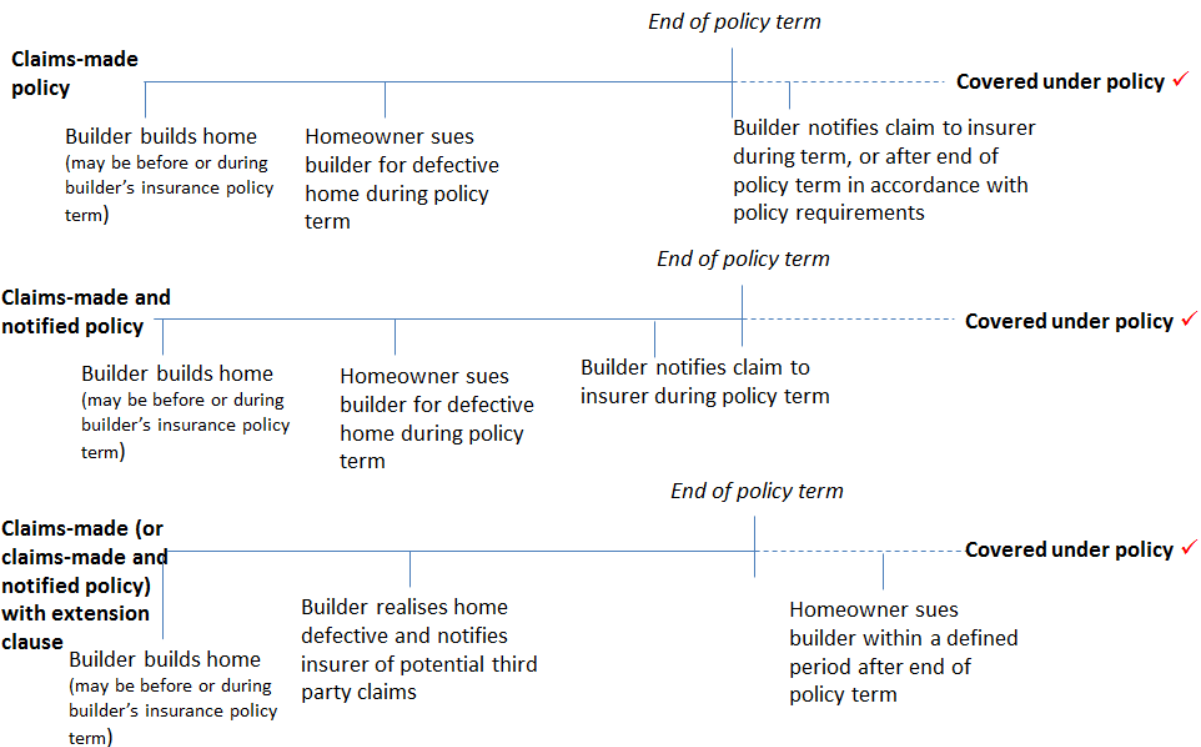 End of policy term
Claims-made
policy
Covered under policy ✓
Builder builds home
(may be before or during
builder's insurance policy
term)
Homeowner sues
builder for defective
home during policy
term
Builder notifies claim to insurer
during term, or after end of
policy term in accordance with
policy requirements
End of policy term
Claims-made and
notified policy
Covered under policy ✓
Builder builds home
(may be before or during
builder's insurance policy
term)
Homeowner sues
builder for defective
home during policy
term
Builder notifies claim to
insurer during policy term
End of policy term
Claims-made (or
claims-made and
notified policy)
with extension
clause
Covered under policy ✓
Builder builds home
(may be before or during
builder's insurance policy
term)
Builder realises home
defective and notifies
insurer of potential third
party claims
Homeowner sues
builder within a defined
period after end of
policy term